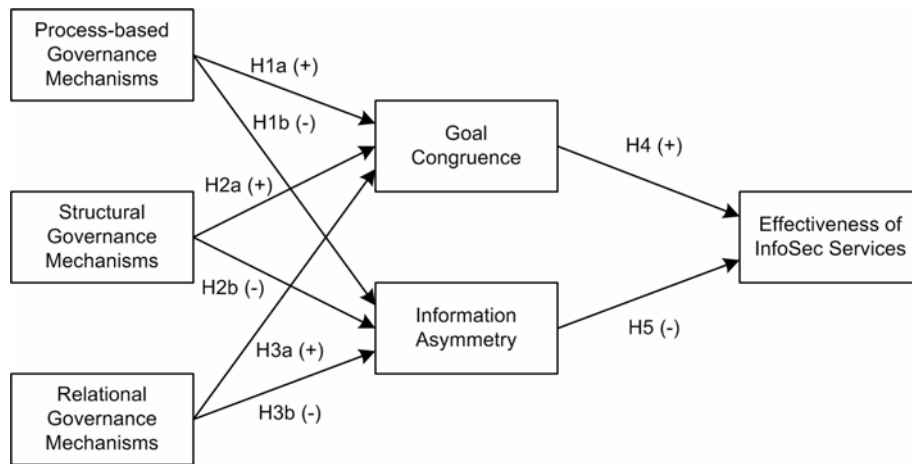 Process-based
Governance
Mechanisms
H1a (+)
H1b (-)
Goal
Congruence
H4 (+)
H2a (+)
Structural
Governance
Mechanisms
Effectiveness of
InfoSec Services
H2b (-)
Information
Asymmetry
H5 (-)
H3a (+)
H3b (-)
Relational
Governance
Mechanisms